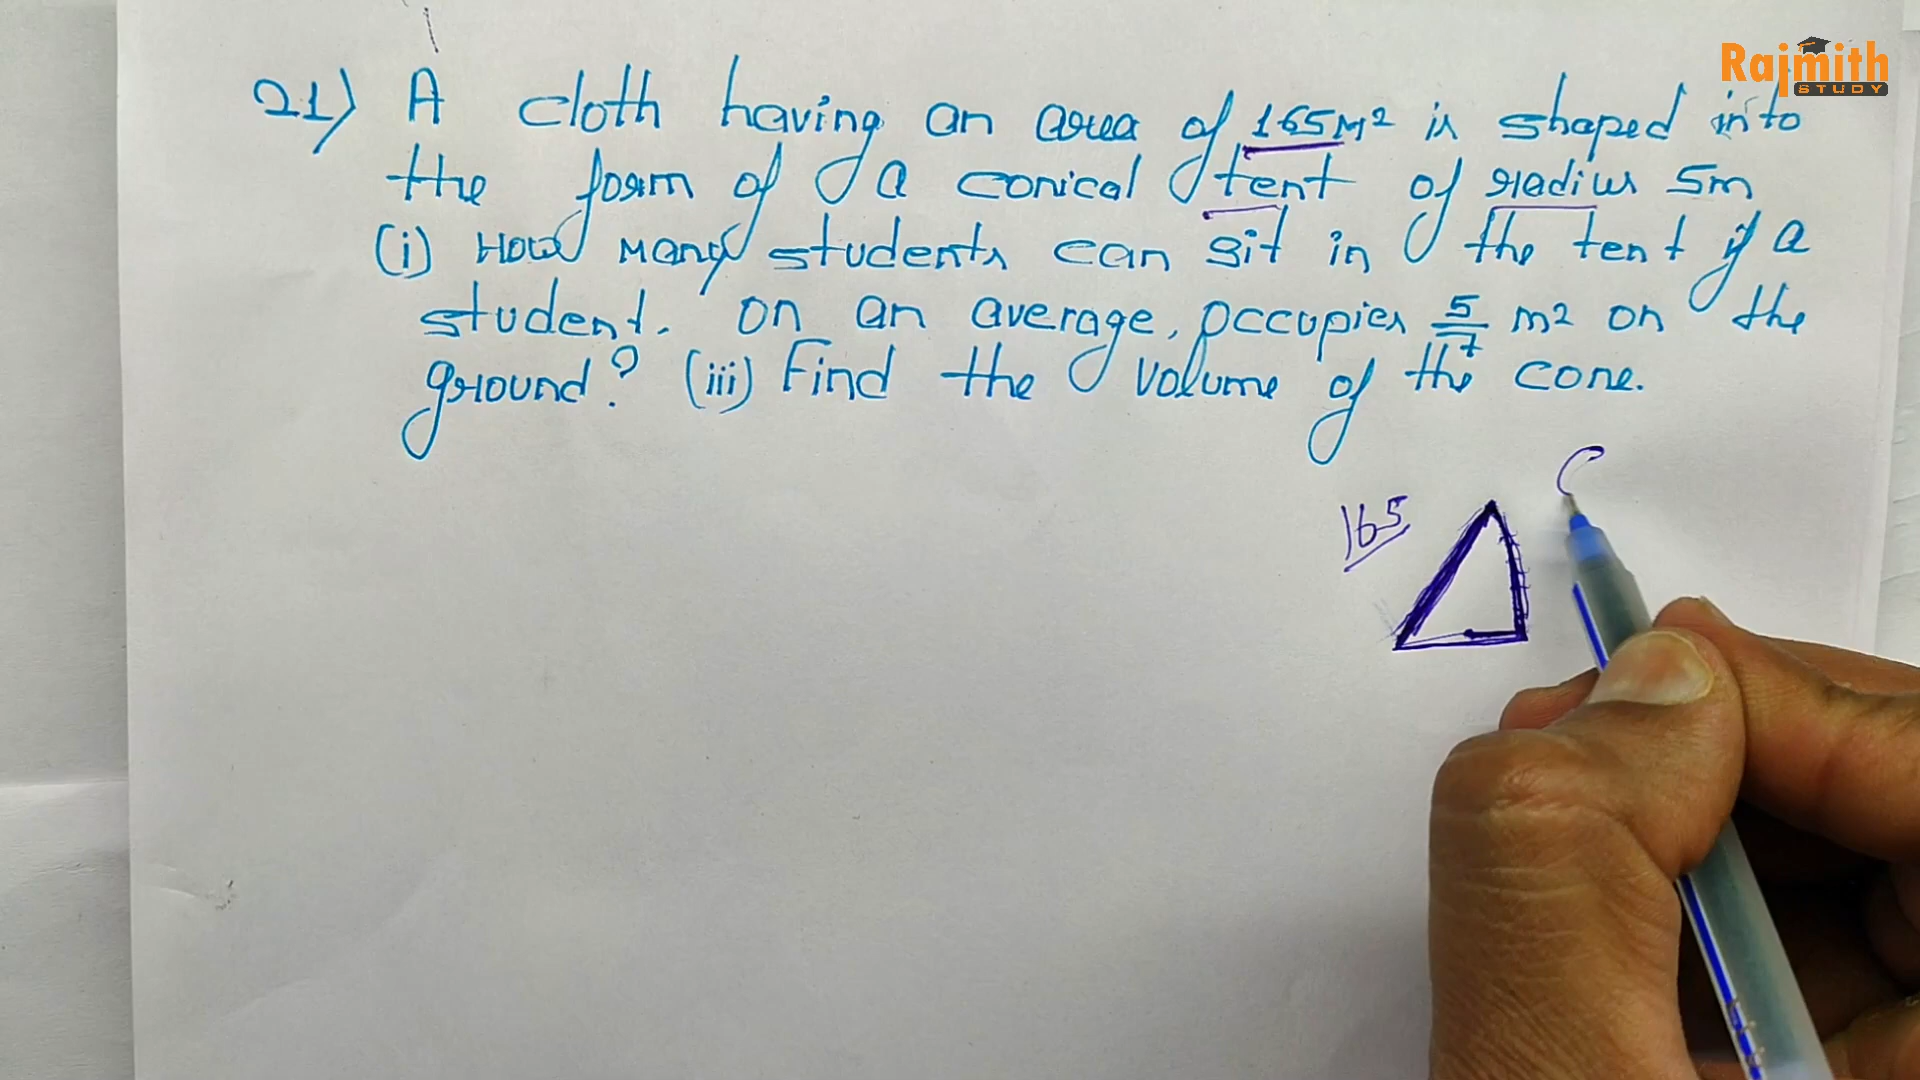 Rajmith
STUDY
21) A cloth having an area of 165M² is shaped into
the form of a conical tent of radius 5m
(i) How many students can sit in the tent if a
student. on an average, occupies 5/7 m² on the
ground? (iii) Find the volume of the cone.
165